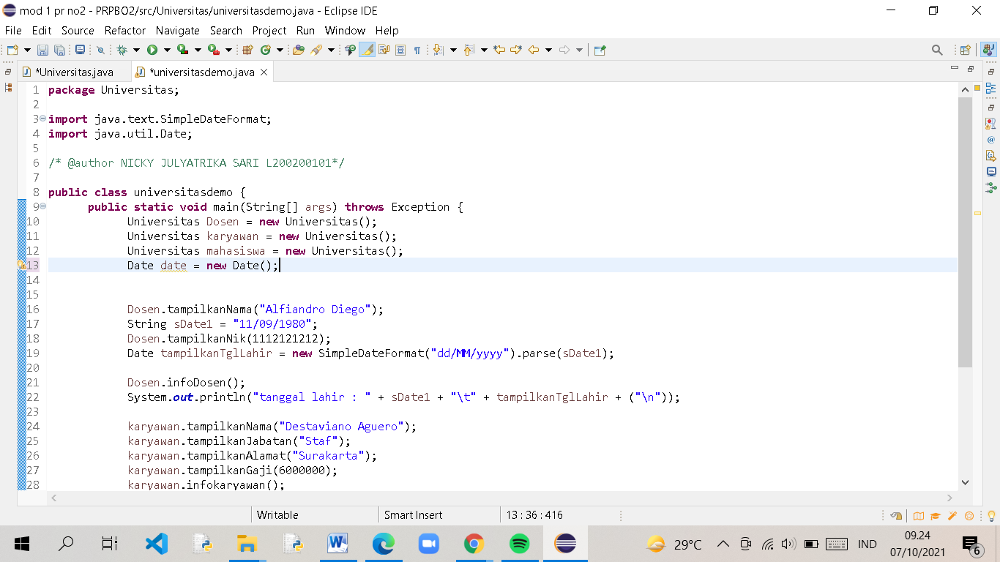 mod 1 pr no2 - PRPBO2/src/Universitas/universitasdemo.java - Eclipse IDE
File Edit Source Refactor Navigate Search Project Run Window Help
*Universitas.java *universitasdemo.java
1 package Universitas;
2
3 import java.text.SimpleDateFormat;
4 import java.util.Date;
5
6 /* @author NICKY JULYATRIKA SARI L200200101*/
7
8 public class universitasdemo {
9 public static void main(String[] args) throws Exception {
10 Universitas Dosen = new Universitas();
11 Universitas karyawan = new Universitas();
12 Universitas mahasiswa = new Universitas();
13 Date date = new Date();
14
15
16 Dosen.tampilkanNama("Alfiandro Diego");
17 String sDate1 = "11/09/1980";
18 Dosen.tampilkanNik(1112121212);
19 Date tampilkanTglLahir = new SimpleDateFormat("dd/MM/yyyy").parse(sDate1);
20
21 Dosen.infoDosen();
22 System.out.println("tanggal lahir : " + sDate1 + "\t" + tampilkanTglLahir + ("\n"));
23
24 karyawan.tampilkanNama("Destaviano Aguero");
25 karyawan.tampilkanJabatan("Staf");
26 karyawan.tampilkanAlamat("Surakarta");
27 karyawan.tampilkanGaji(6000000);
28 karyawan.infokaryawan();
Writable Smart Insert 13 : 36 : 416
29°C IND 09.24
07/10/2021 6